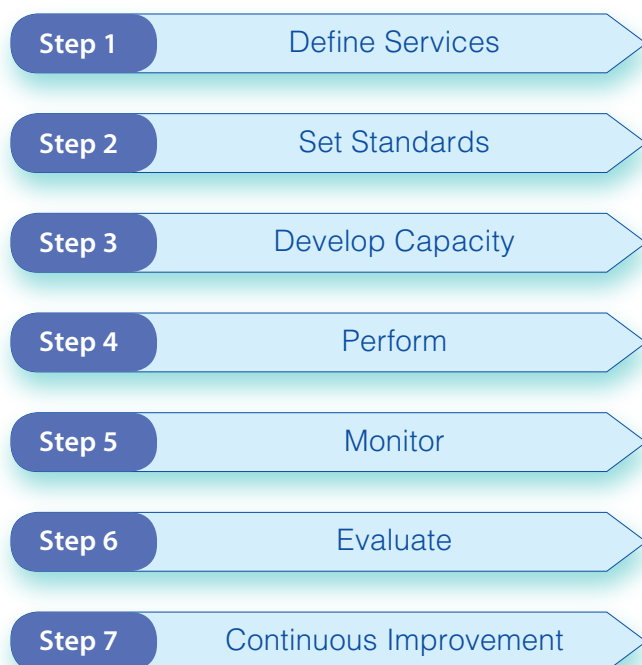 Step 1 Define Services
Step 2 Set Standards
Step 3 Develop Capacity
Step 4 Perform
Step 5 Monitor
Step 6 Evaluate
Step 7 Continuous Improvement